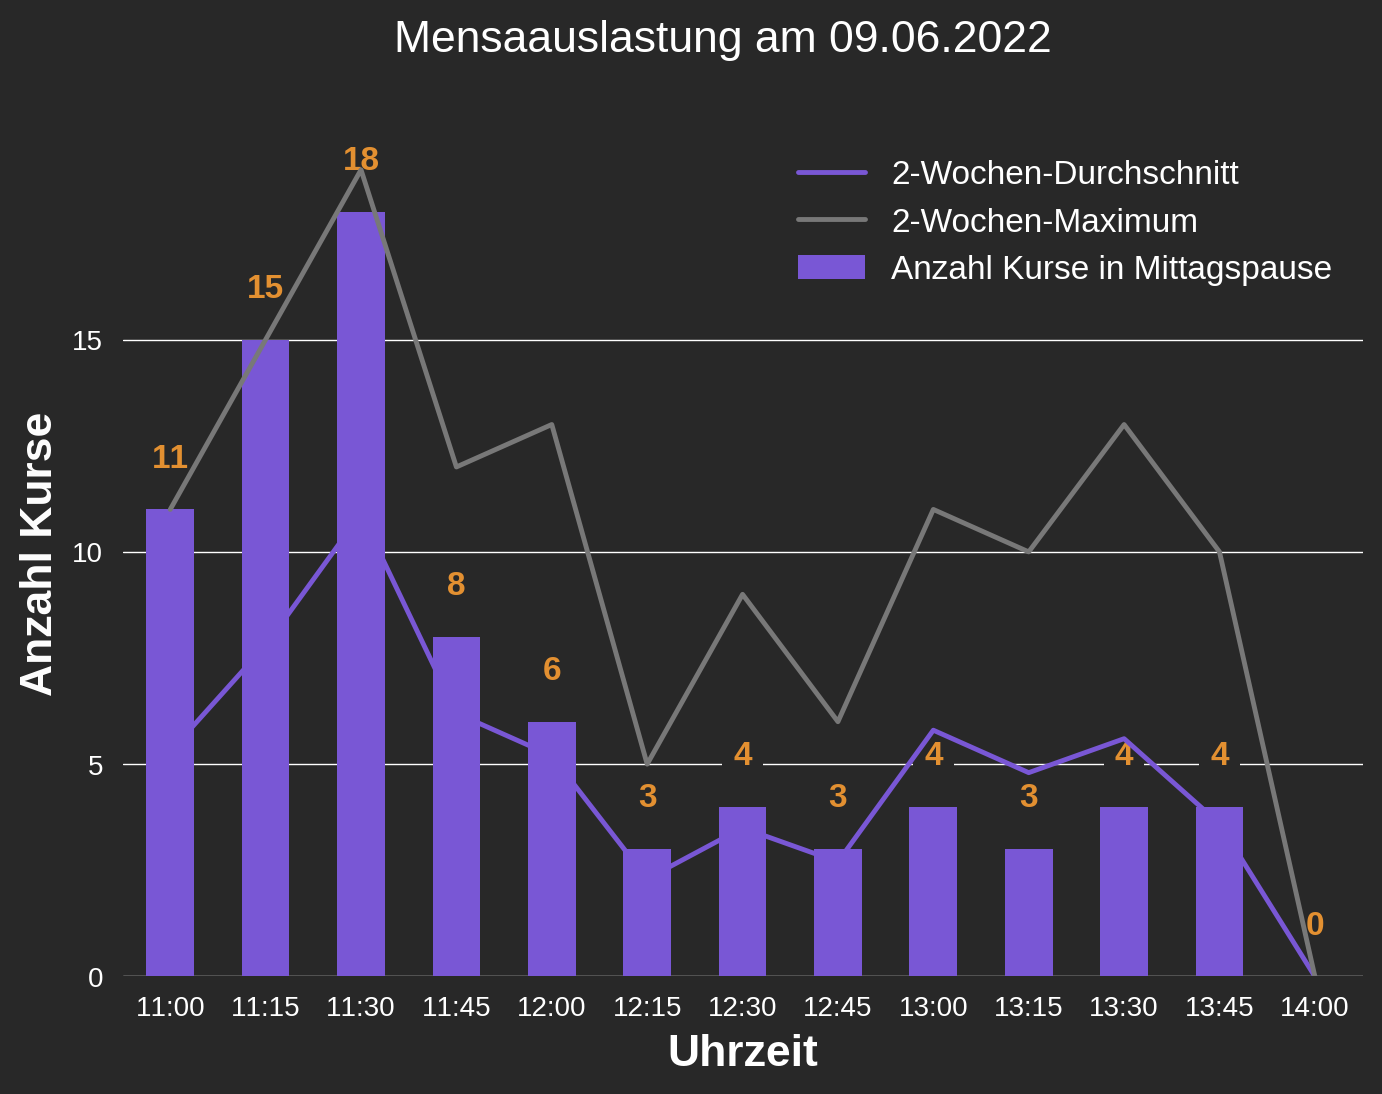 Mensaauslastung am 09.06.2022
2-Wochen-Durchschnitt
2-Wochen-Maximum
Anzahl Kurse in Mittagspause
Anzahl Kurse
15
10
5
0
11
15
18
8
6
3
4
3
4
3
4
4
0
11:00 11:15 11:30 11:45 12:00 12:15 12:30 12:45 13:00 13:15 13:30 13:45 14:00
Uhrzeit